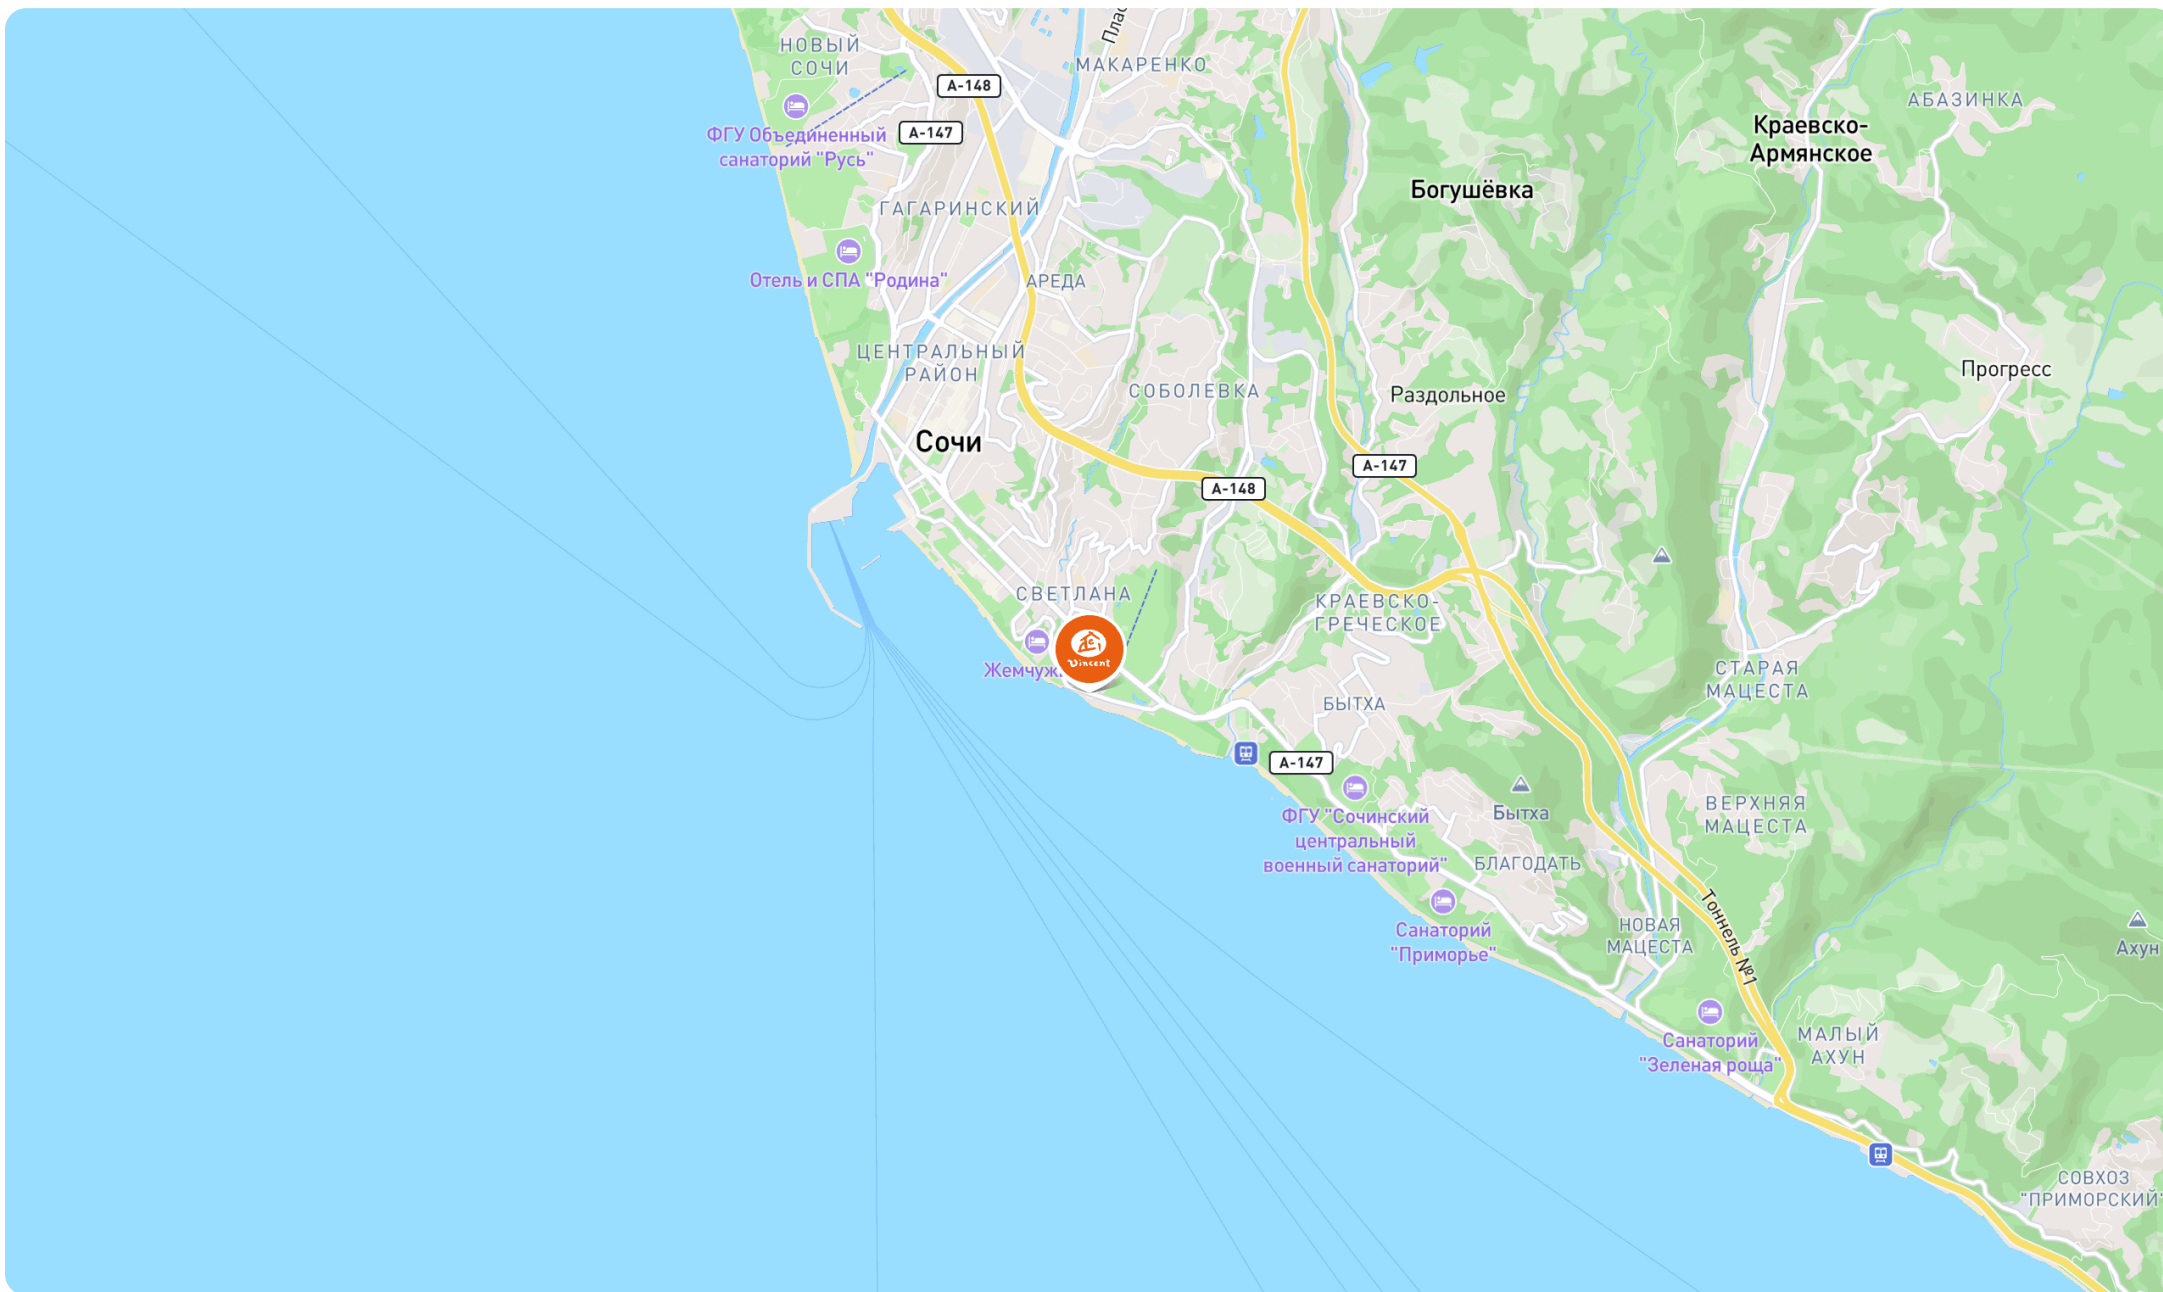 Плас
НОВЫЙ
СОЧИ
МАКАРЕНКО
А-148
АБАЗИНКА
Краевско-
Армянское
ФГУ Объединенный
санаторий "Русь"
А-147
Богушёвка
ГАГАРИНСКИЙ
Отель и СПА "Родина"
АРЕДА
ЦЕНТРАЛЬНЫЙ
РАЙОН
СОБОЛЕВКА
Раздольное
Прогресс
Сочи
А-147
А-148
СВЕТЛАНА
КРАЕВСКО-
ГРЕЧЕСКОЕ
Жемчуж
Vincent
СТАРАЯ
МАЦЕСТА
БЫТХА
А-147
ФГУ "Сочинский
центральный
военный санаторий"
Бытха
ВЕРХНЯЯ
МАЦЕСТА
БЛАГОДАТЬ
Санаторий
"Приморье"
НОВАЯ
МАЦЕСТА
Тоннель №1
Ахун
Санаторий
"Зеленая роща"
МАЛЫЙ
АХУН
СОВХОЗ
"ПРИМОРСКИЙ"